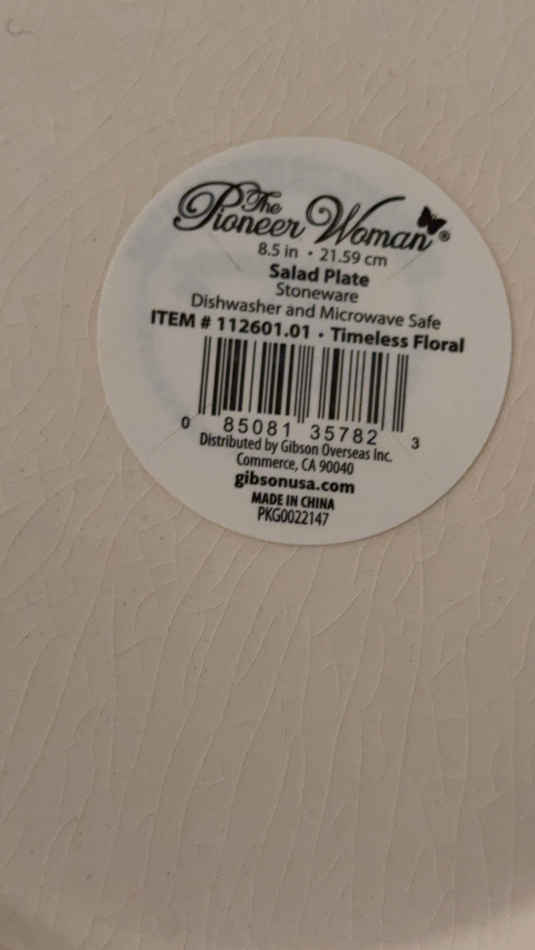 The
Pioneer Woman®
8.5 in • 21.59 cm
Salad Plate
Stoneware
Dishwasher and Microwave Safe
ITEM # 112601.01 • Timeless Floral
0 85081 35782 3
Distributed by Gibson Overseas Inc.
Commerce, CA 90040
gibsonusa.com
MADE IN CHINA
PKG0022147